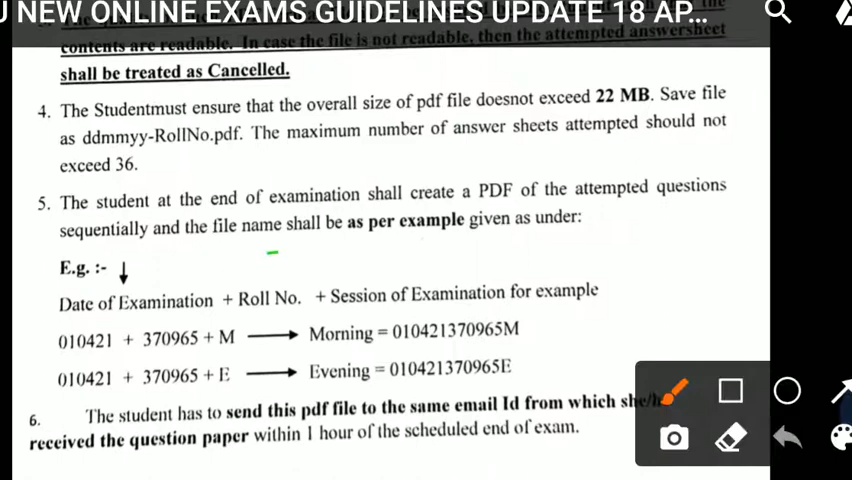 J NEW ONLINE EXAMS GUIDELINES UPDATE 18 AP...
contents are readable. In case the file is not readable, then the attempted answersheet
shall be treated as Cancelled.
4. The Studentmust ensure that the overall size of pdf file doesnot exceed 22 MB. Save file
as ddmmyy-RollNo.pdf. The maximum number of answer sheets attempted should not
exceed 36.
5. The student at the end of examination shall create a PDF of the attempted questions
sequentially and the file name shall be as per example given as under:
E.g. :- ↓
Date of Examination + Roll No. + Session of Examination for example
010421 + 370965 + M ⟶ Morning = 010421370965M
010421 + 370965 + E ⟶ Evening = 010421370965E
6. The student has to send this pdf file to the same email Id from which she/h
received the question paper within 1 hour of the scheduled end of exam.